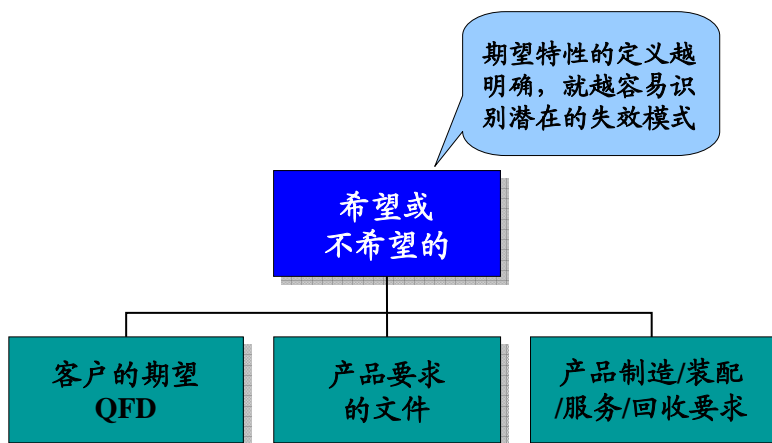 期望特性的定义越
明确，就越容易识
别潜在的失效模式
希望或
不希望的
客户的期望
QFD
产品要求
的文件
产品制造/装配
/服务/回收要求